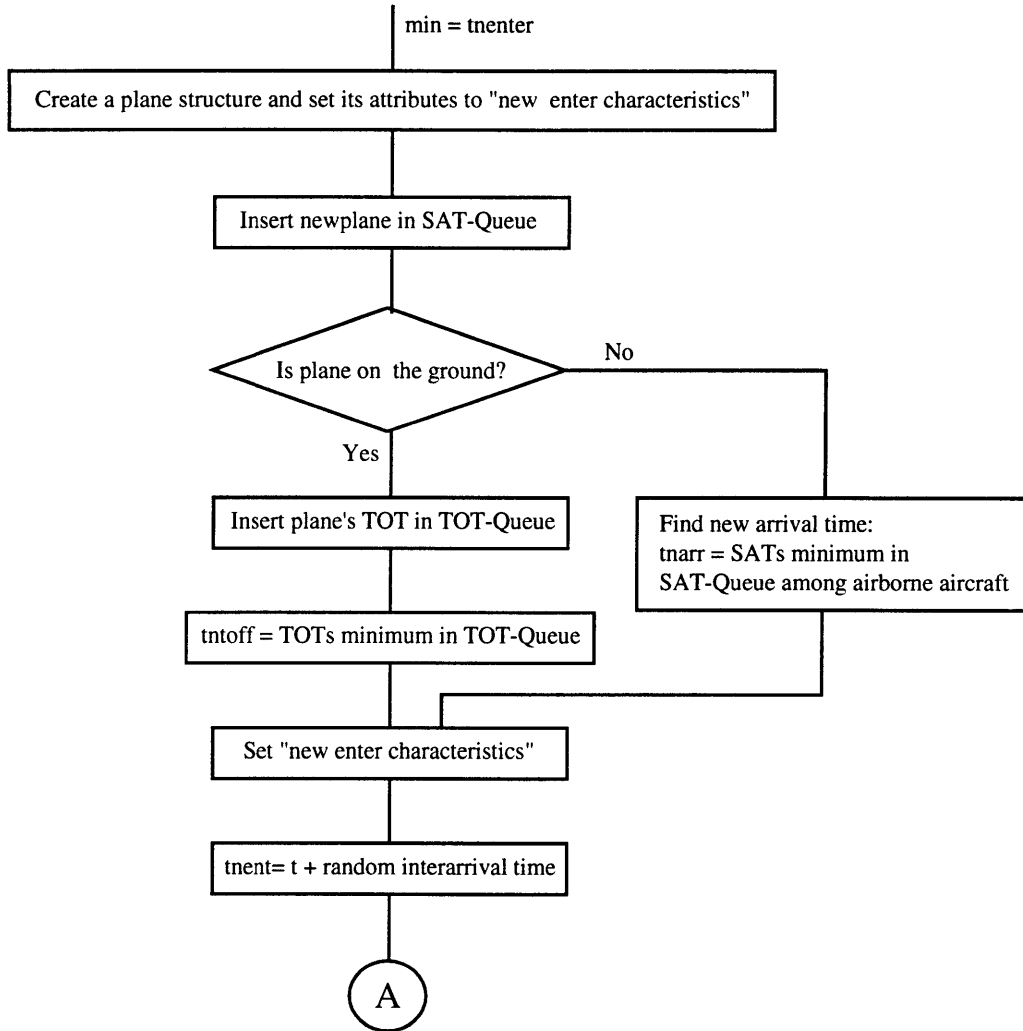 min = tnenter
Create a plane structure and set its attributes to "new enter characteristics"
Insert newplane in SAT-Queue
Is plane on the ground?
No
Yes
Insert plane's TOT in TOT-Queue
Find new arrival time:
tnarr = SATs minimum in
SAT-Queue among airborne aircraft
tntoff = TOTs minimum in TOT-Queue
Set "new enter characteristics"
tnent= t + random interarrival time
A